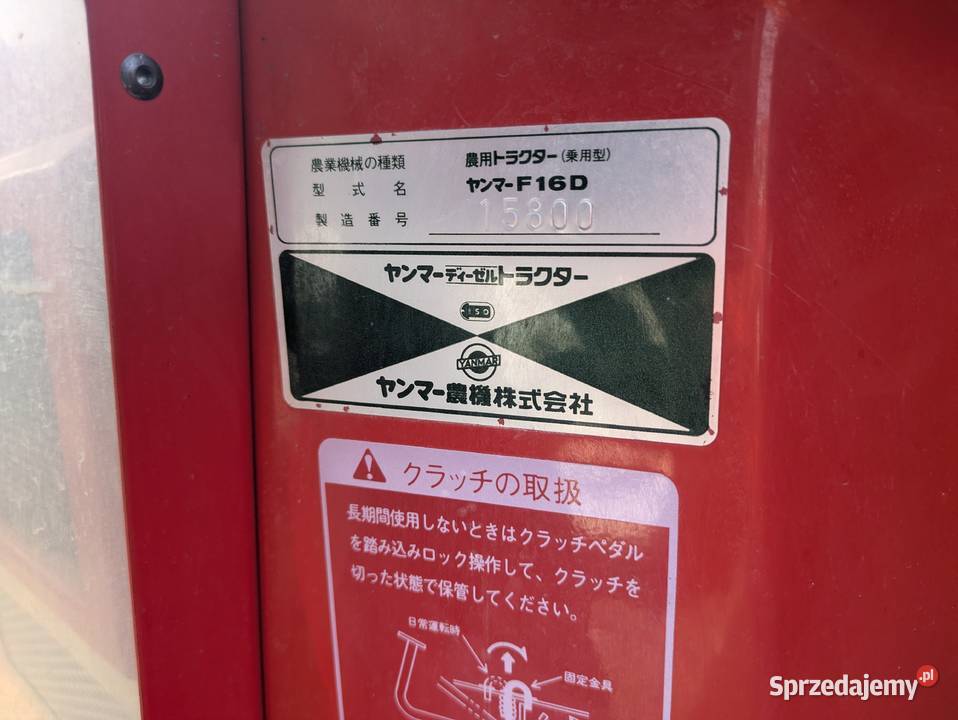 農業機械の種類 農用トラクター(乗用型)
型式名 ヤンマーF16D
製造番号 15800
ヤンマーディーゼルトラクター
YANMAR
ヤンマー農機株式会社
クラッチの取扱
長期間使用しないときはクラッチペダル
を踏み込みロック操作して、クラッチを
切った状態で保管してください。
日常運転時
固定金具
Sprzedajemy.pl